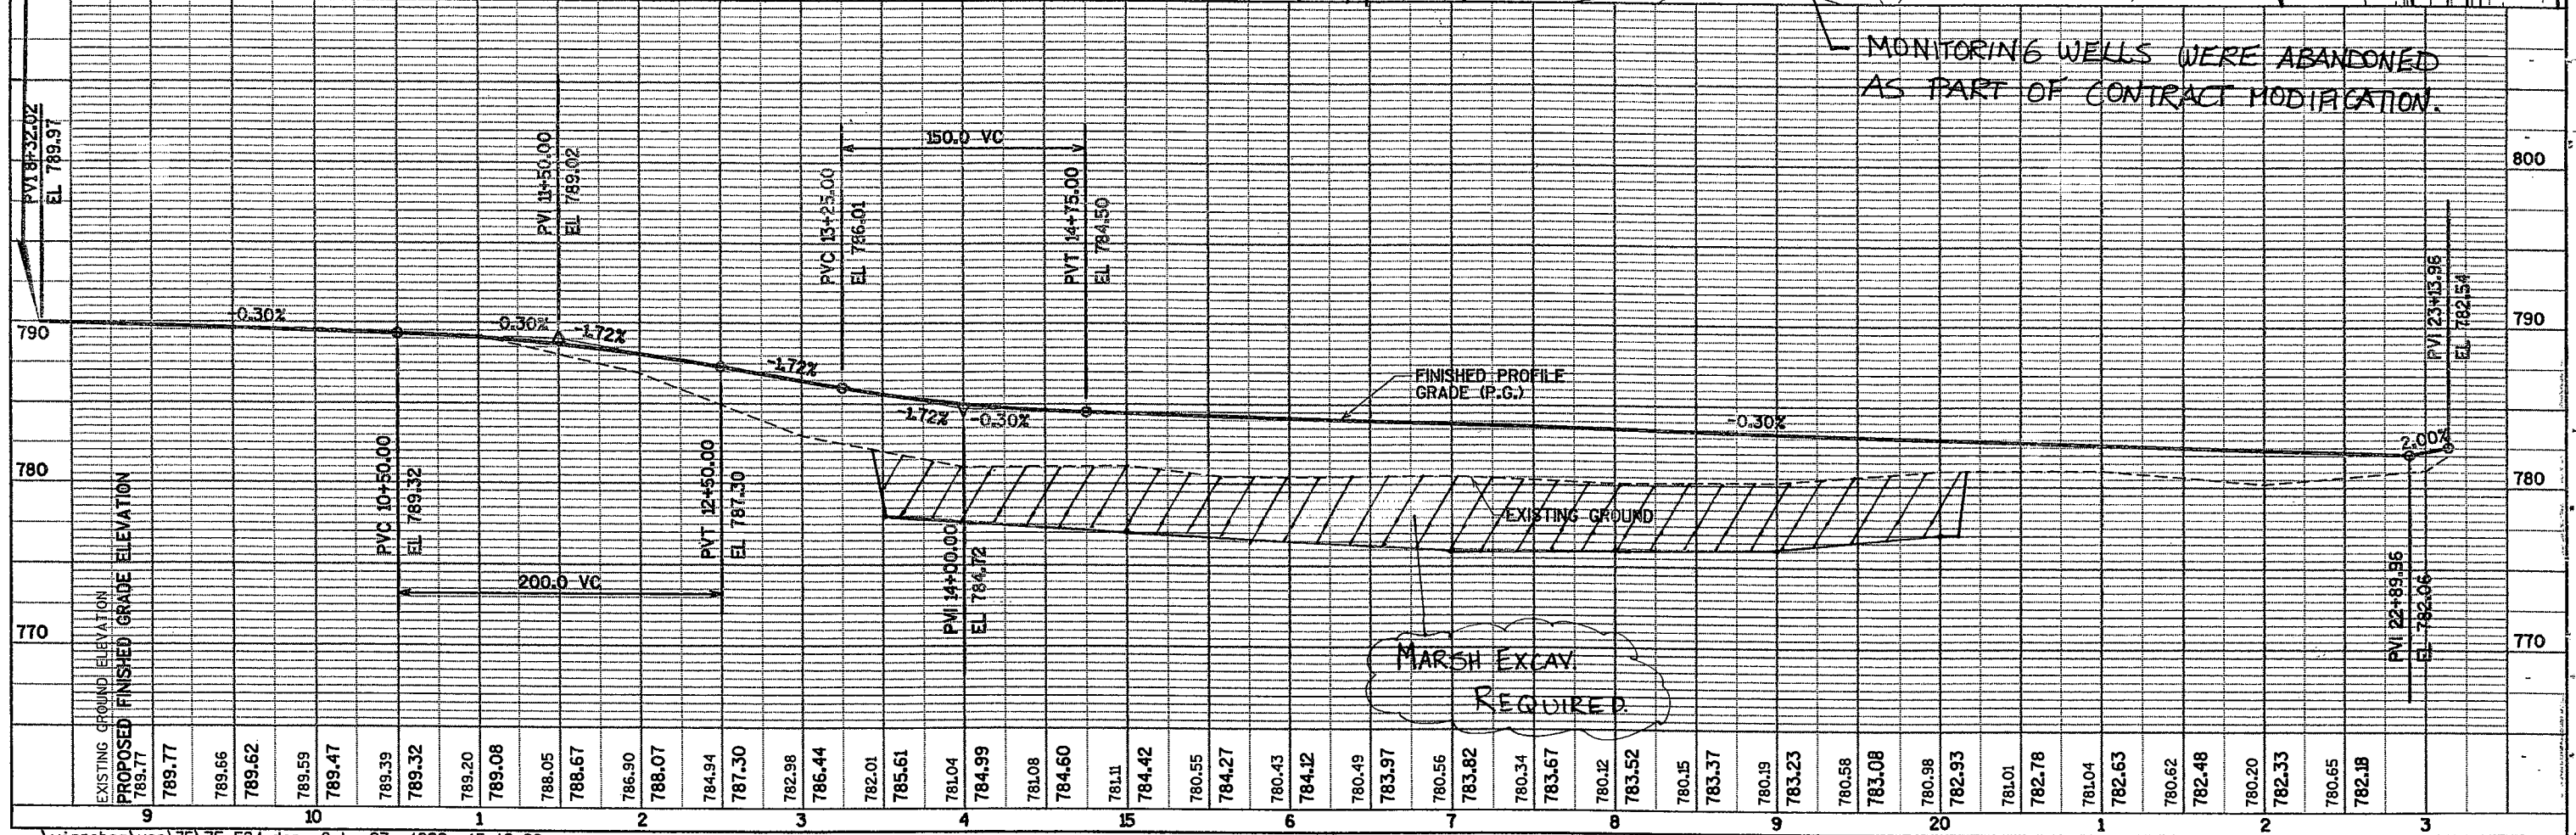 MONITORING WELLS WERE ABANDONED
AS PART OF CONTRACT MODIFICATION.
PVI 8+32.02
EL 789.97
PVI 11+50.00
EL 789.02
150.0 VC
PVC 13+25.00
EL 786.01
PVT 14+75.00
EL 784.50
800
PVI 23+13.96
EL 782.54
790
-0.30%
-0.30%
-1.72%
-1.72%
-1.72%
-0.30%
FINISHED PROFILE
GRADE (P.G.)
-0.30%
2.00%
790
780
PVC 10+50.00
EL 789.32
PVT 12+50.00
EL 787.30
200.0 VC
PVI 14+00.00
EL 784.72
EXISTING GROUND
780
PVI 22+89.96
EL 782.06
770
MARSH EXCAV.
REQUIRED.
770
EXISTING GROUND ELEVATION
PROPOSED FINISHED GRADE ELEVATION
789.77
789.77
789.66
789.62
789.59
789.47
789.39
789.32
789.20
789.08
788.05
788.67
786.90
788.07
784.94
787.30
782.98
786.44
782.01
785.61
781.04
784.99
781.08
784.60
781.11
784.42
780.55
784.27
780.43
784.12
780.49
783.97
780.56
783.82
780.34
783.67
780.12
783.52
780.15
783.37
780.19
783.23
780.58
783.08
780.98
782.93
781.01
782.78
781.04
782.63
780.62
782.48
780.20
782.33
780.65
782.18
9 10 1 2 3 4 15 6 7 8 9 20 1 2 3